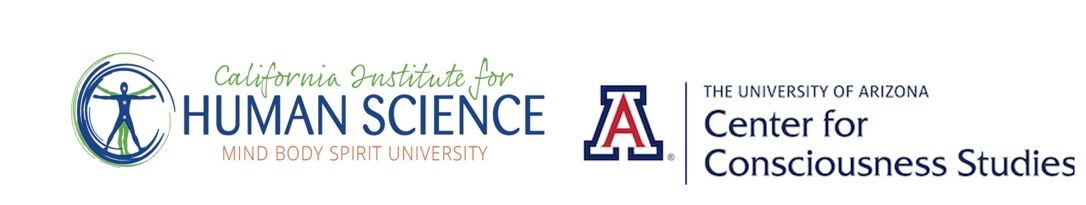 California Institute for
HUMAN SCIENCE
MIND BODY SPIRIT UNIVERSITY
A®
THE UNIVERSITY OF ARIZONA
Center for
Consciousness Studies